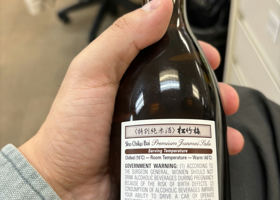 〈特別純米酒〉松竹梅
Sho Chiku Bai Premium Junmai Sake
Serving Temperature
Chilled (10˚C) — Room Temperature — Warm (40˚C)
GOVERNMENT WARNING: (1) ACCORDING TO
THE SURGEON GENERAL, WOMEN SHOULD NOT
DRINK ALCOHOLIC BEVERAGES DURING PREGNANCY
BECAUSE OF THE RISK OF BIRTH DEFECTS. (2)
CONSUMPTION OF ALCOHOLIC BEVERAGES IMPAIRS
YOUR ABILITY TO DRIVE A CAR OR OPERATE